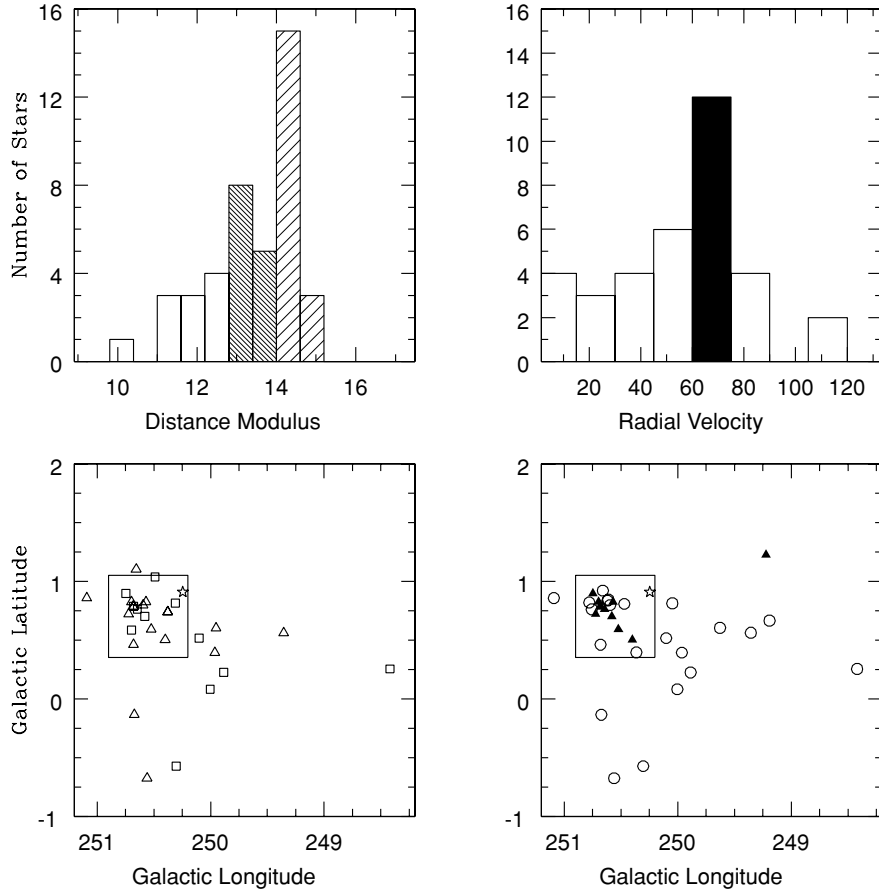 16
12
8
4
0
Number of Stars
10 12 14 16
Distance Modulus
16
14
12
10
8
6
4
2
0
20 40 60 80 100 120
Radial Velocity
2
1
0
-1
Galactic Latitude
251 250 249
Galactic Longitude
2
1
0
-1
251 250 249
Galactic Longitude